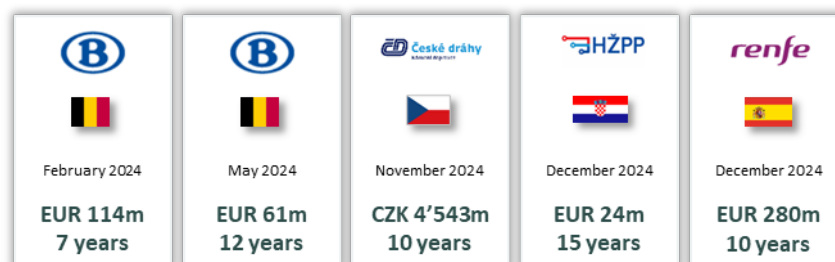 B
February 2024
EUR 114m
7 years
B
May 2024
EUR 61m
12 years
České dráhy
November 2024
CZK 4’543m
10 years
HŽPP
December 2024
EUR 24m
15 years
renfe
December 2024
EUR 280m
10 years